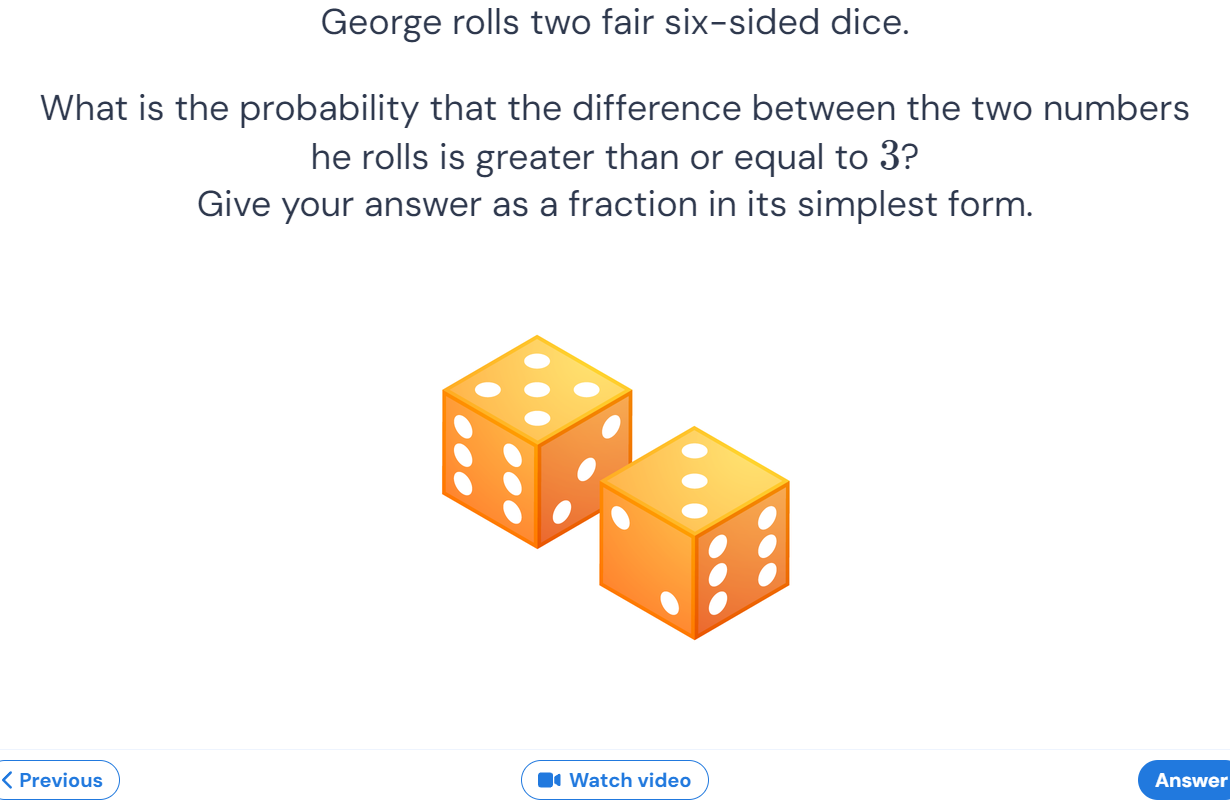 George rolls two fair six-sided dice.
What is the probability that the difference between the two numbers
he rolls is greater than or equal to 3?
Give your answer as a fraction in its simplest form.
Previous
Watch video
Answer